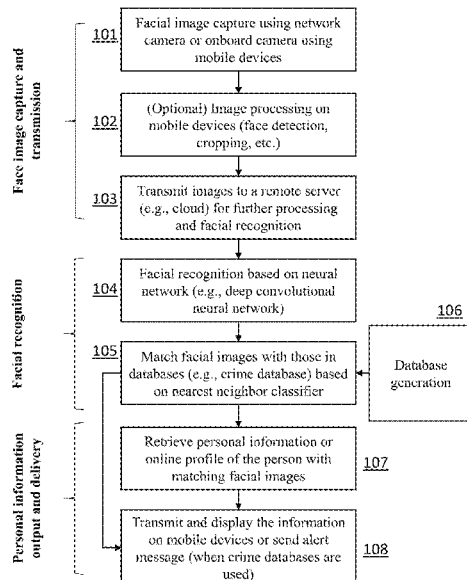 Face image capture and
transmission
101
Facial image capture using network
camera or onboard camera using
mobile devices
102
(Optional) Image processing on
mobile devices (face detection,
cropping, etc.)
103
Transmit images to a remote server
(e.g., cloud) for further processing
and facial recognition
Facial recognition
104
Facial recognition based on neural
network (e.g., deep convolutional
neural network)
105
Match facial images with those in
databases (e.g., crime database) based
on nearest neighbor classifier
106
Database
generation
Personal information
output and delivery
Retrieve personal information or
online profile of the person with
matching facial images
107
Transmit and display the information
on mobile devices or send alert
message (when crime databases are
used)
108